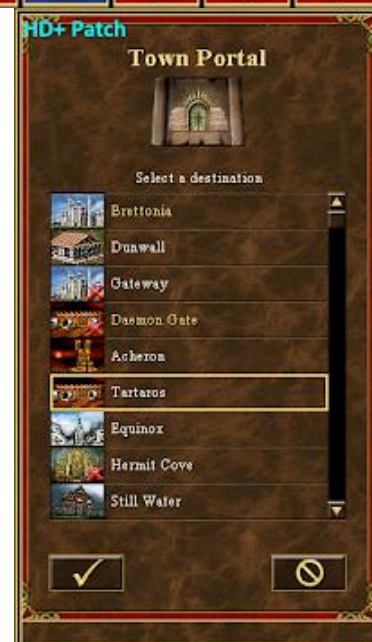 HD+ Patch
Town Portal
Select a destination
Brettonia
Dunwall
Gateway
Daemon Gate
Acheron
Tartaros
Equinox
Hermit Cove
Still Water